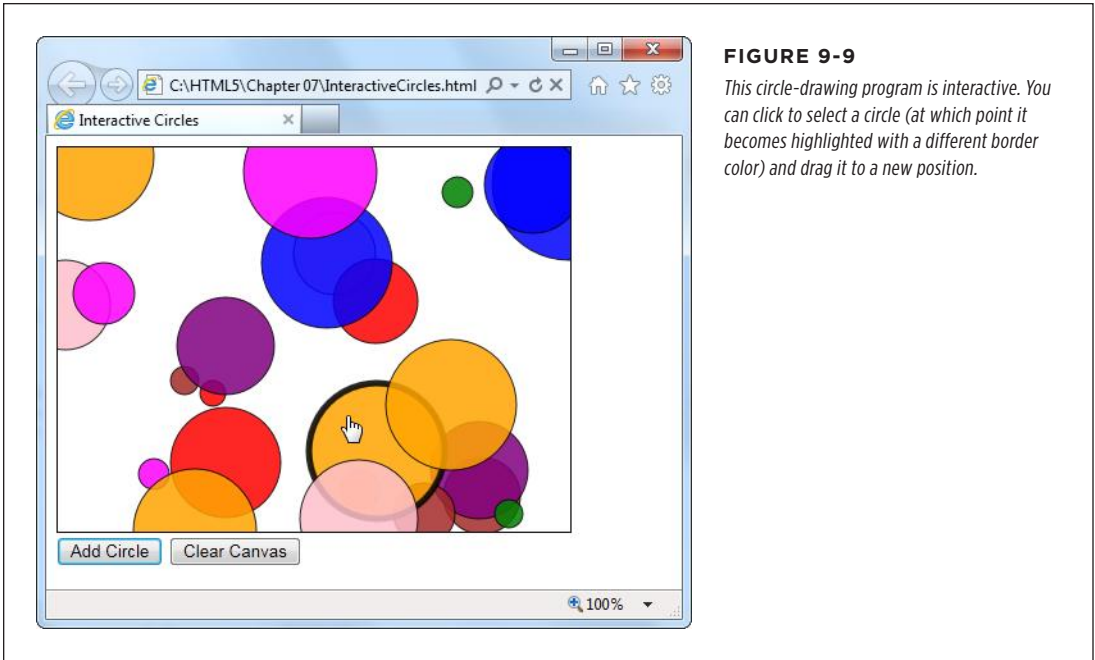 C:\HTML5\Chapter 07\InteractiveCircles.html
Interactive Circles
Add Circle
Clear Canvas
100%
FIGURE 9-9
This circle-drawing program is interactive. You
can click to select a circle (at which point it
becomes highlighted with a different border
color) and drag it to a new position.